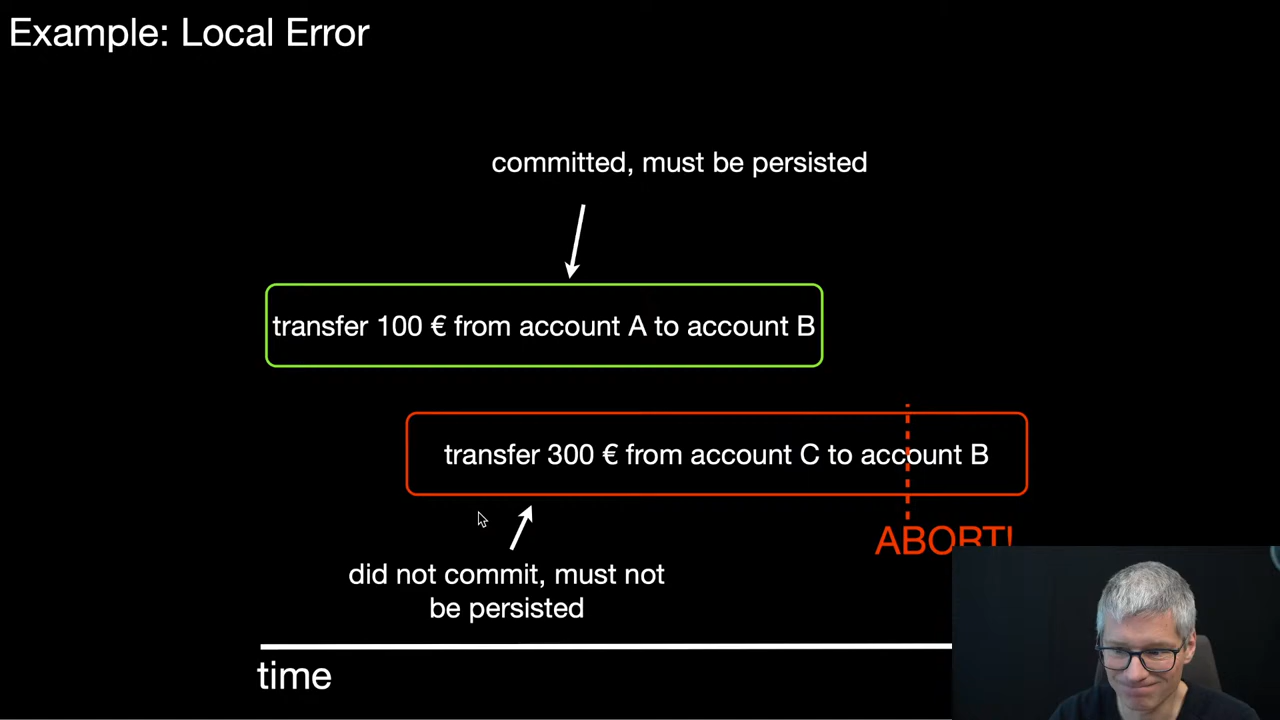 Example: Local Error
committed, must be persisted
transfer 100 € from account A to account B
transfer 300 € from account C to account B
ABORT!
did not commit, must not
be persisted
time